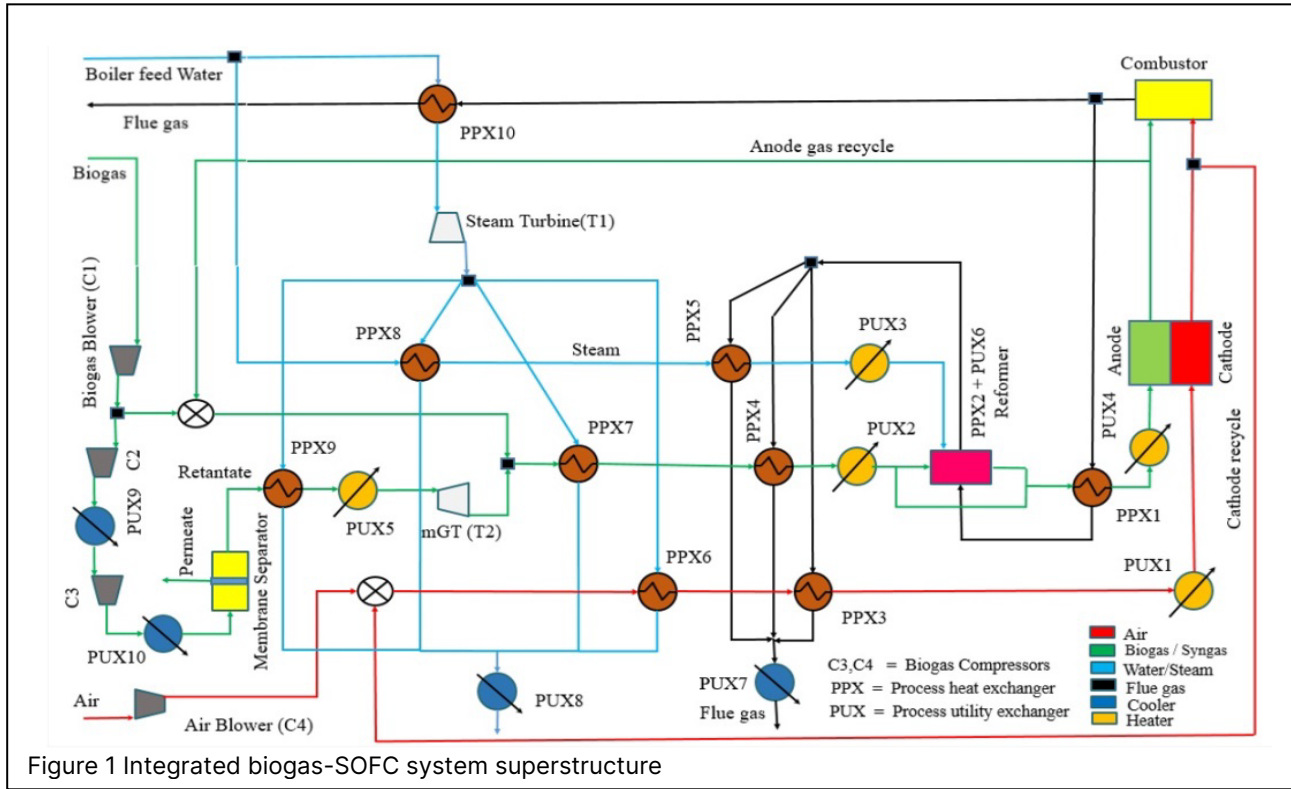 Boiler feed Water
Flue gas
PPX10
Combustor
Biogas
Anode gas recycle
Steam Turbine(T1)
Biogas Blower (C1)
PPX8
Steam
PPX5
PUX3
Anode
Cathode
PPX2 + PUX6
Reformer
PUX4
Cathode recycle
PPX7
PPX4
PUX2
C2
PPX9
Retantate
PUX5
mGT (T2)
PPX1
PUX9
Permeate
Membrane Separator
C3
PUX10
PPX6
PPX3
PUX1
Air
Air Blower (C4)
PUX8
PUX7
Flue gas
C3,C4 = Biogas Compressors
PPX = Process heat exchanger
PUX = Process utility exchanger
Air
Biogas / Syngas
Water/Steam
Flue gas
Cooler
Heater
Figure 1 Integrated biogas-SOFC system superstructure